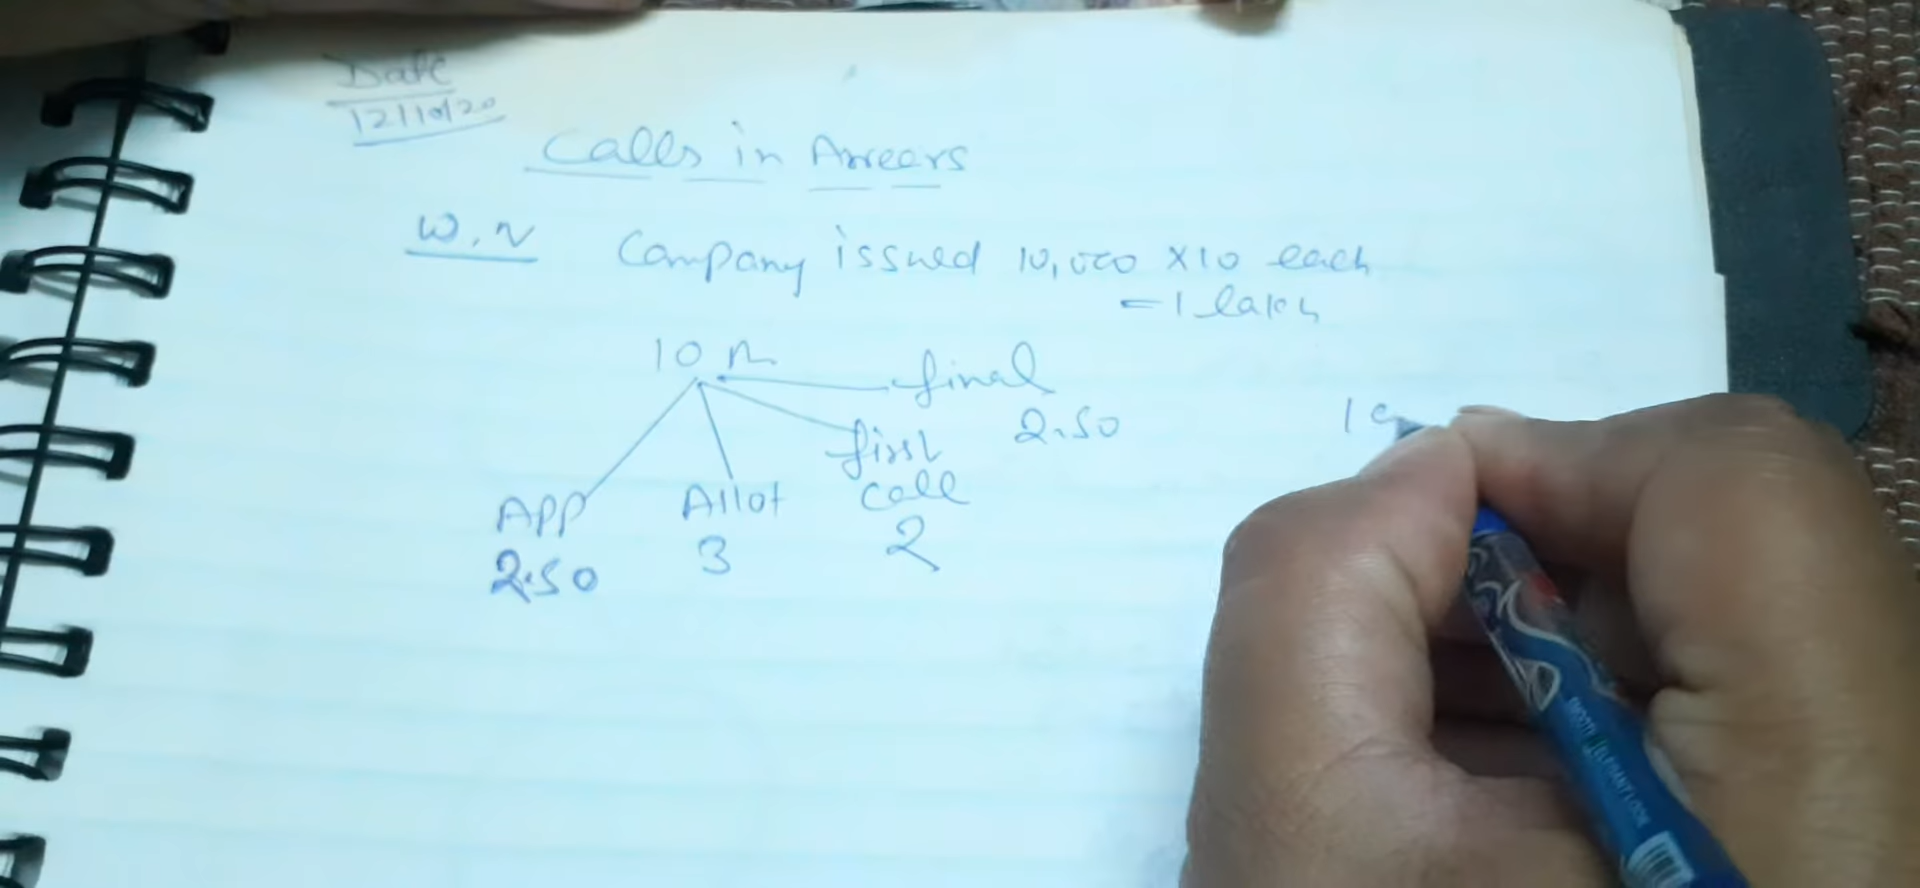 Date
12/10/20
Calls in Arrears
W.N Company issued 10,000 x10 each
=1 lakh
10
final
2.50
first
call
2
App
2.50
Allot
3